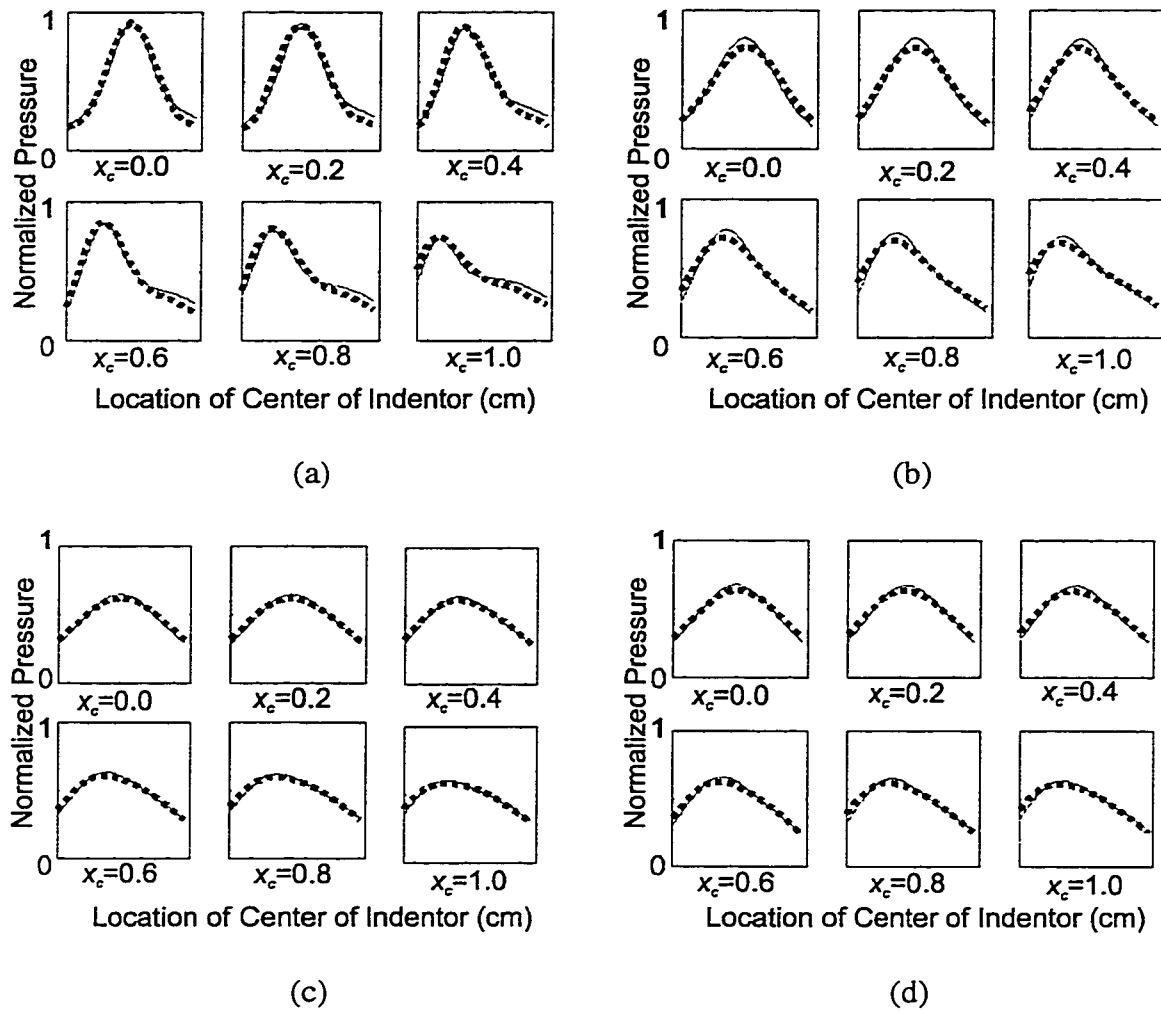 1
Normalized Pressure
0
x_c=0.0 x_c=0.2 x_c=0.4
1
0
x_c=0.6 x_c=0.8 x_c=1.0
Location of Center of Indentor (cm)
(a)
1
Normalized Pressure
0
x_c=0.0 x_c=0.2 x_c=0.4
1
0
x_c=0.6 x_c=0.8 x_c=1.0
Location of Center of Indentor (cm)
(b)
1
Normalized Pressure
0
x_c=0.0 x_c=0.2 x_c=0.4
1
0
x_c=0.6 x_c=0.8 x_c=1.0
Location of Center of Indentor (cm)
(c)
1
Normalized Pressure
0
x_c=0.0 x_c=0.2 x_c=0.4
1
0
x_c=0.6 x_c=0.8 x_c=1.0
Location of Center of Indentor (cm)
(d)